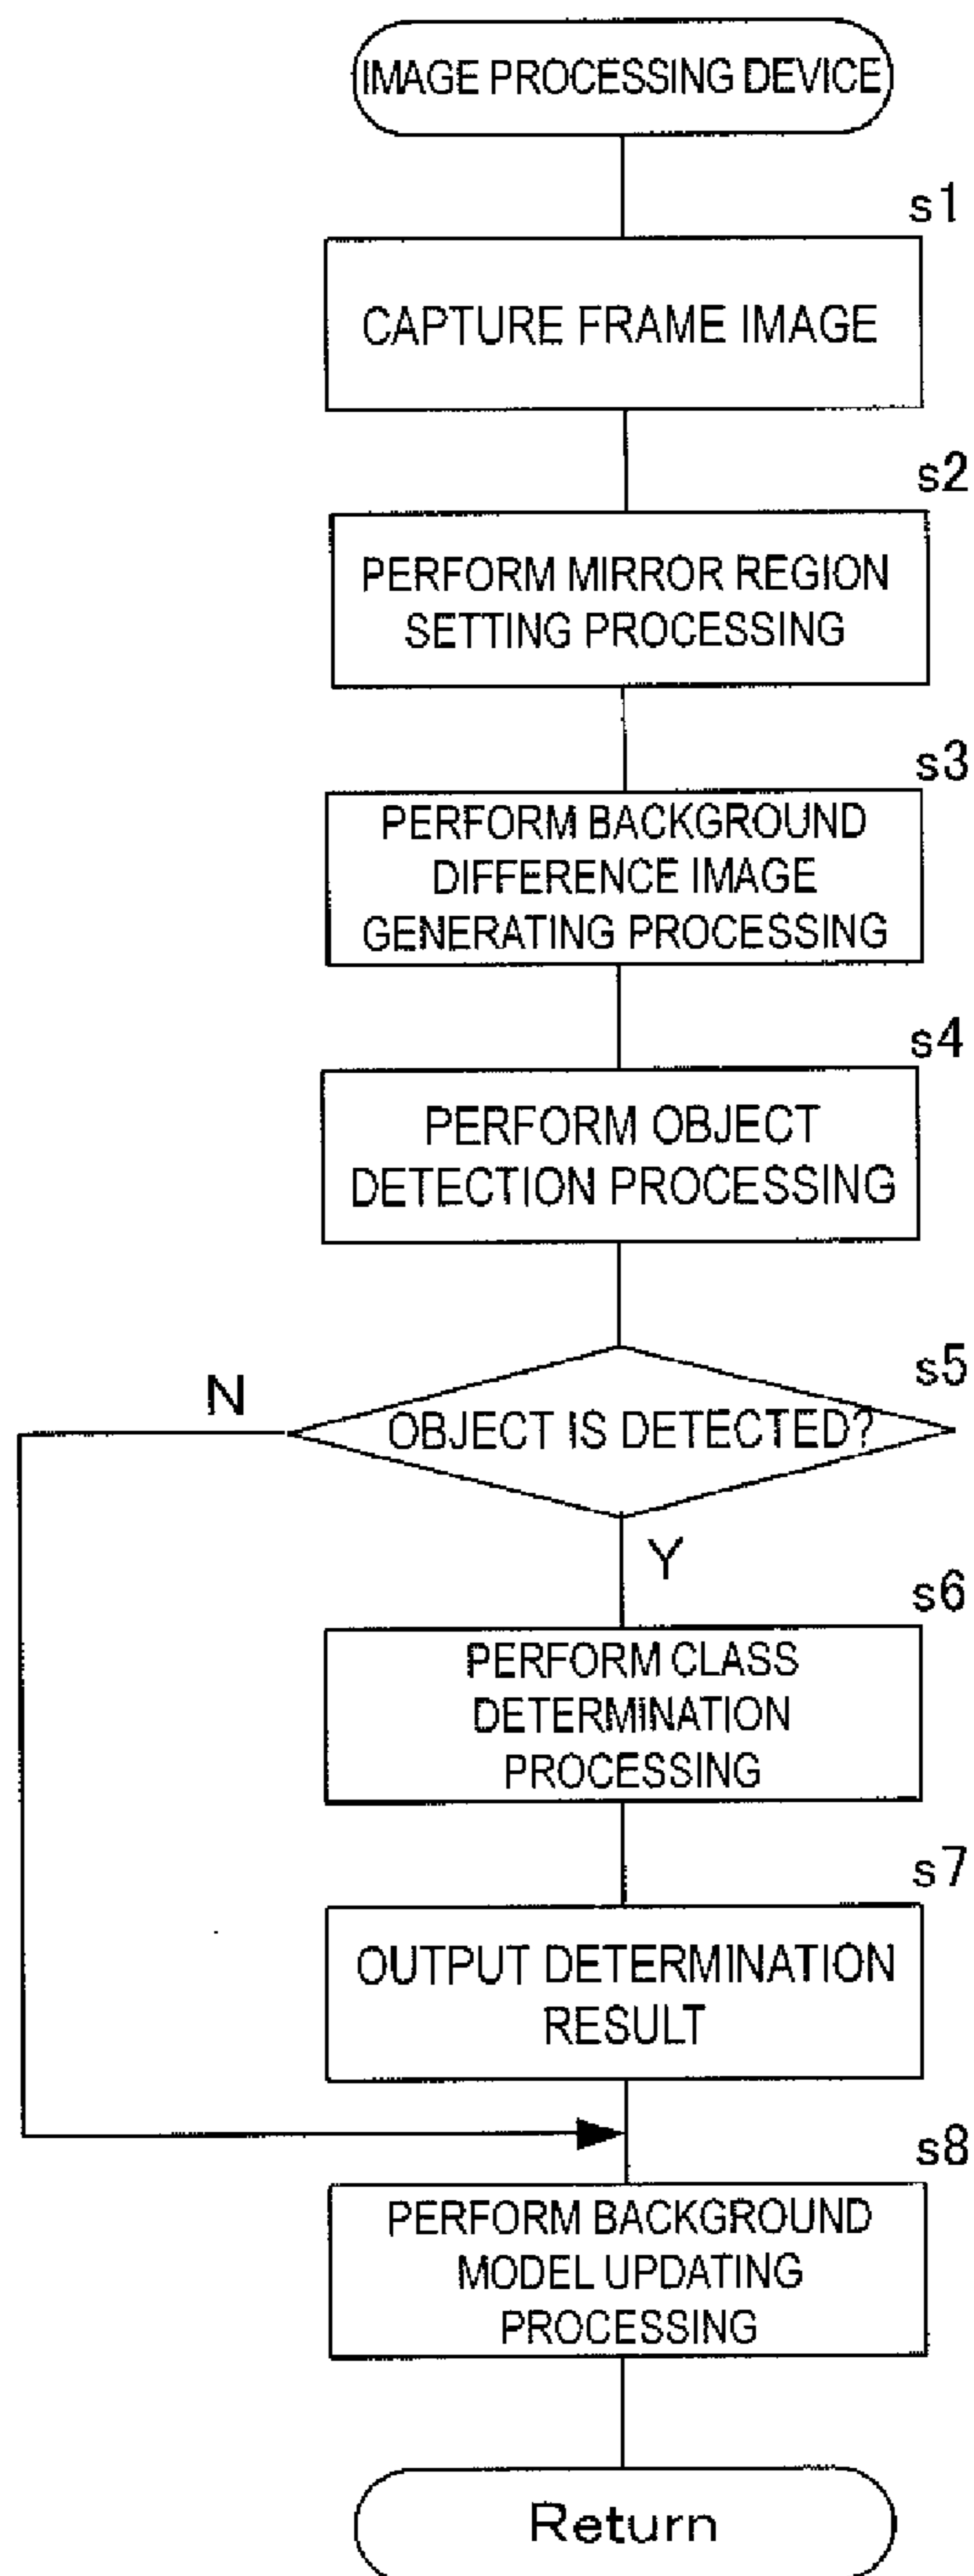 IMAGE PROCESSING DEVICE
s1
CAPTURE FRAME IMAGE
s2
PERFORM MIRROR REGION
SETTING PROCESSING
s3
PERFORM BACKGROUND
DIFFERENCE IMAGE
GENERATING PROCESSING
s4
PERFORM OBJECT
DETECTION PROCESSING
s5
N
OBJECT IS DETECTED?
Y
s6
PERFORM CLASS
DETERMINATION
PROCESSING
s7
OUTPUT DETERMINATION
RESULT
s8
PERFORM BACKGROUND
MODEL UPDATING
PROCESSING
Return